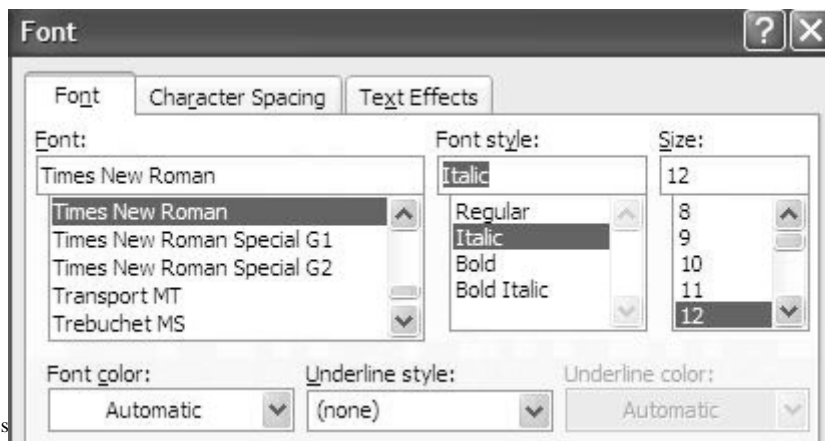 Font
Font Character Spacing Text Effects
Font: Font style: Size:
Times New Roman Italic 12
Times New Roman Regular 8
Times New Roman Special G1 Italic 9
Times New Roman Special G2 Bold 10
Transport MT Bold Italic 11
Trebuchet MS 12
Font color: Underline style: Underline color:
Automatic (none) Automatic
s